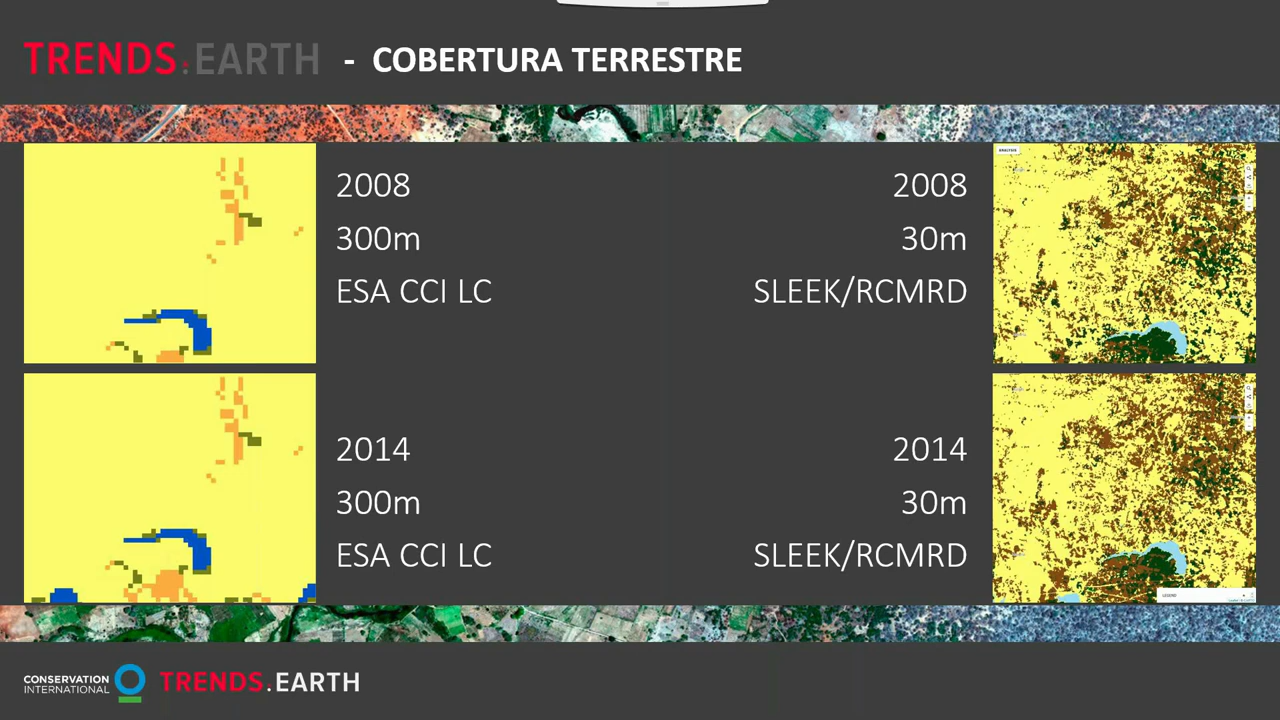 TRENDS.EARTH - COBERTURA TERRESTRE
2008
300m
ESA CCI LC
2008
30m
SLEEK/RCMRD
2014
300m
ESA CCI LC
2014
30m
SLEEK/RCMRD
LEGEND
CONSERVATION
INTERNATIONAL
TRENDS.EARTH